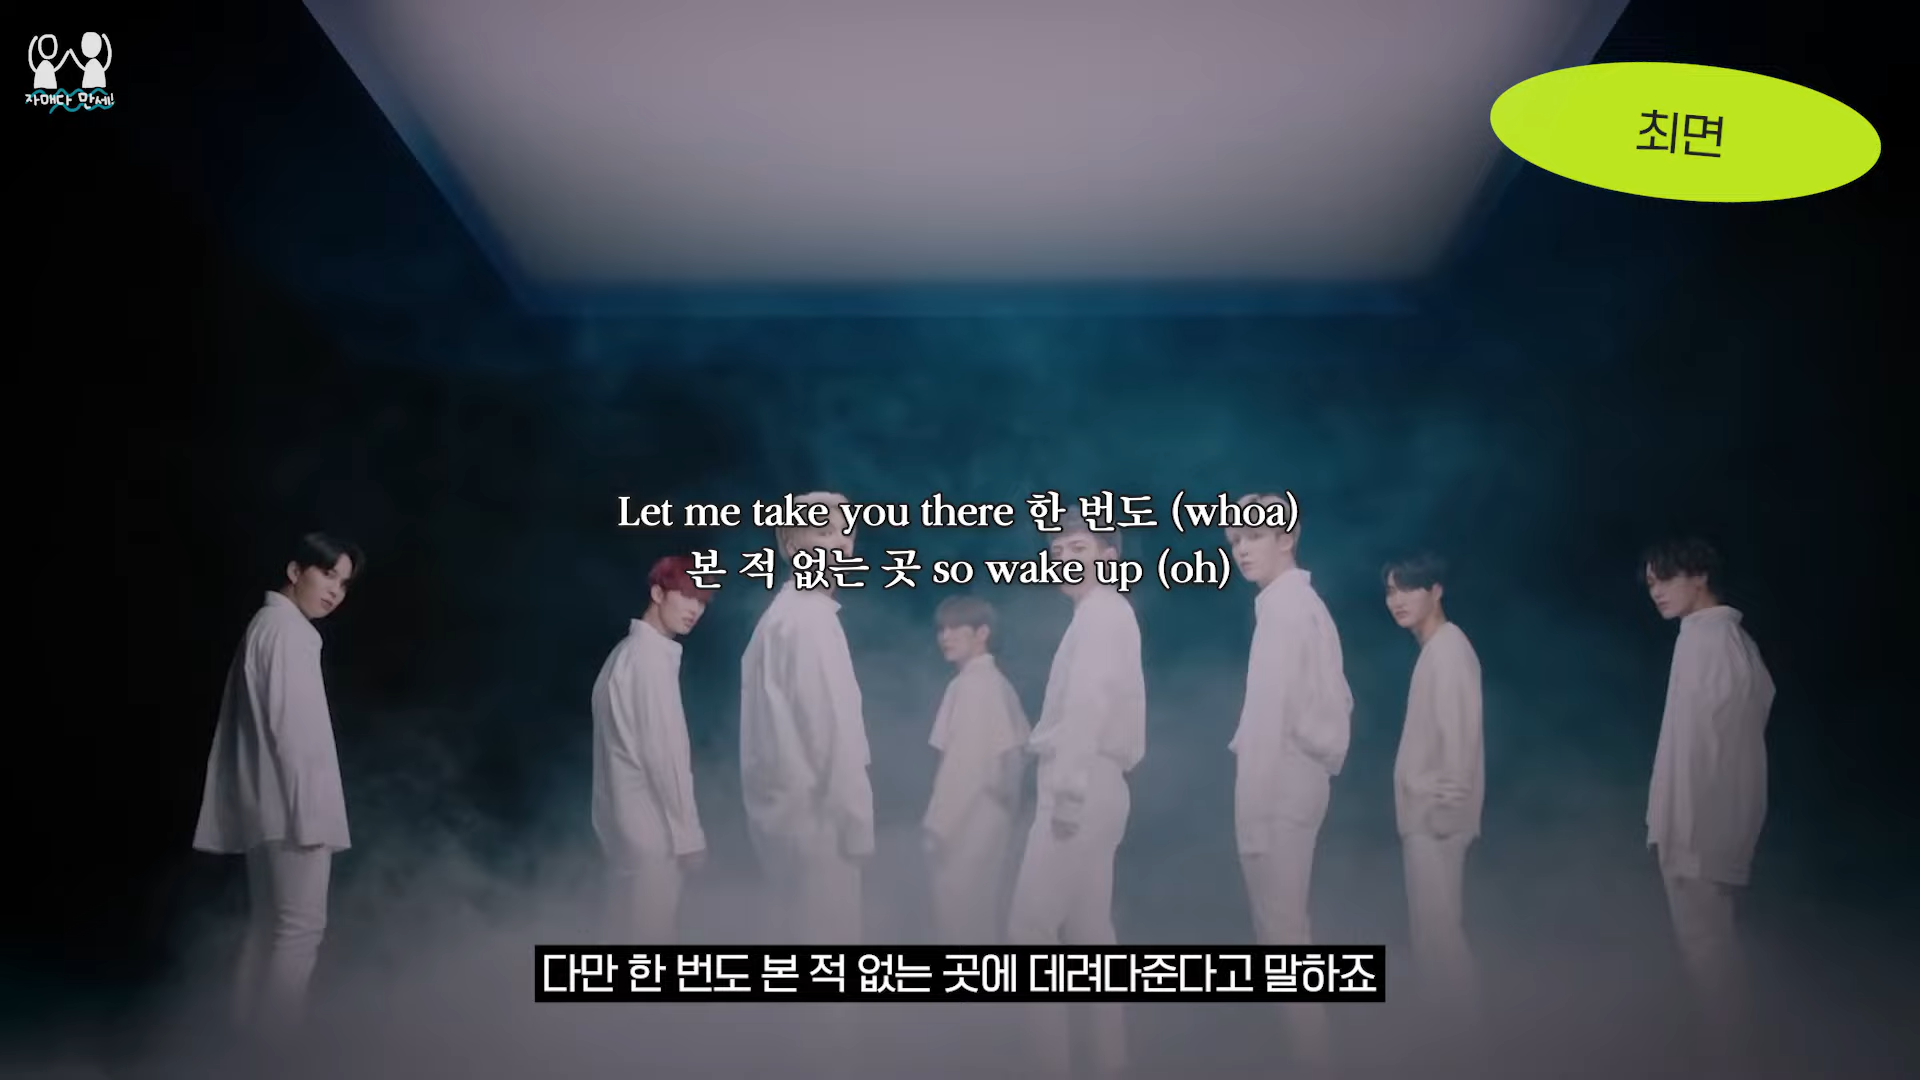 자매다 만세!
최면
Let me take you there 한 번도 (whoa)
본 적 없는 곳 so wake up (oh)
다만 한 번도 본 적 없는 곳에 데려다준다고 말하죠